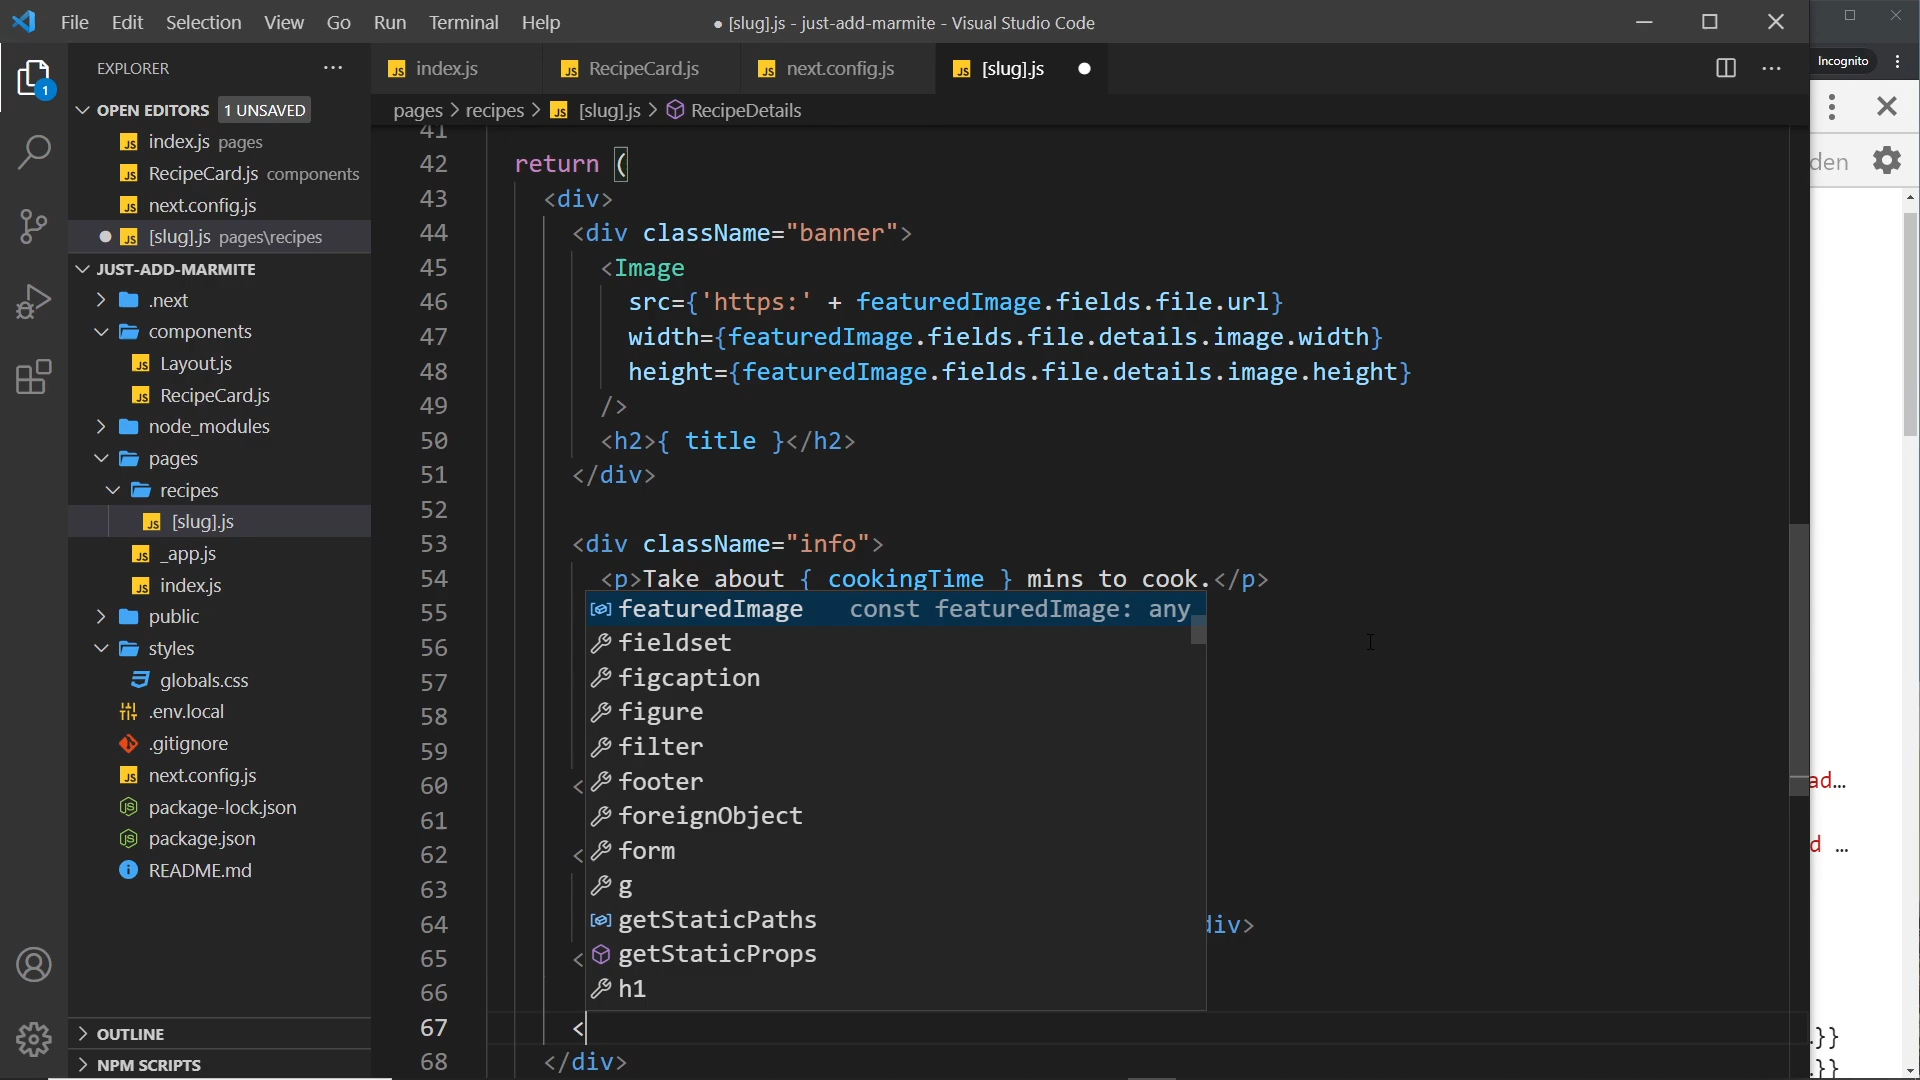 File Edit Selection View Go Run Terminal Help
● [slug].js - just-add-marmite - Visual Studio Code
Incognito
EXPLORER
index.js
RecipeCard.js
next.config.js
[slug].js
1
OPEN EDITORS 1 UNSAVED
pages > recipes > [slug].js > RecipeDetails
index.js pages
RecipeCard.js components
next.config.js
[slug].js pages\recipes
JUST-ADD-MARMITE
.next
components
Layout.js
RecipeCard.js
node_modules
pages
recipes
[slug].js
_app.js
index.js
public
styles
globals.css
.env.local
.gitignore
next.config.js
package-lock.json
package.json
README.md
OUTLINE
NPM SCRIPTS
41
42 return (
43 <div>
44 <div className="banner">
45 <Image
46 src={'https:' + featuredImage.fields.file.url}
47 width={featuredImage.fields.file.details.image.width}
48 height={featuredImage.fields.file.details.image.height}
49 />
50 <h2>{ title }</h2>
51 </div>
52
53 <div className="info">
54 <p>Take about { cookingTime } mins to cook.</p>
55
56
57
58
59
60 <
61
62 <
63
64 div>
65 <
66
67 <
68 </div>
featuredImage const featuredImage: any
fieldset
figcaption
figure
filter
footer
foreignObject
form
g
getStaticPaths
getStaticProps
h1
den
ad…
d …
}}
}}